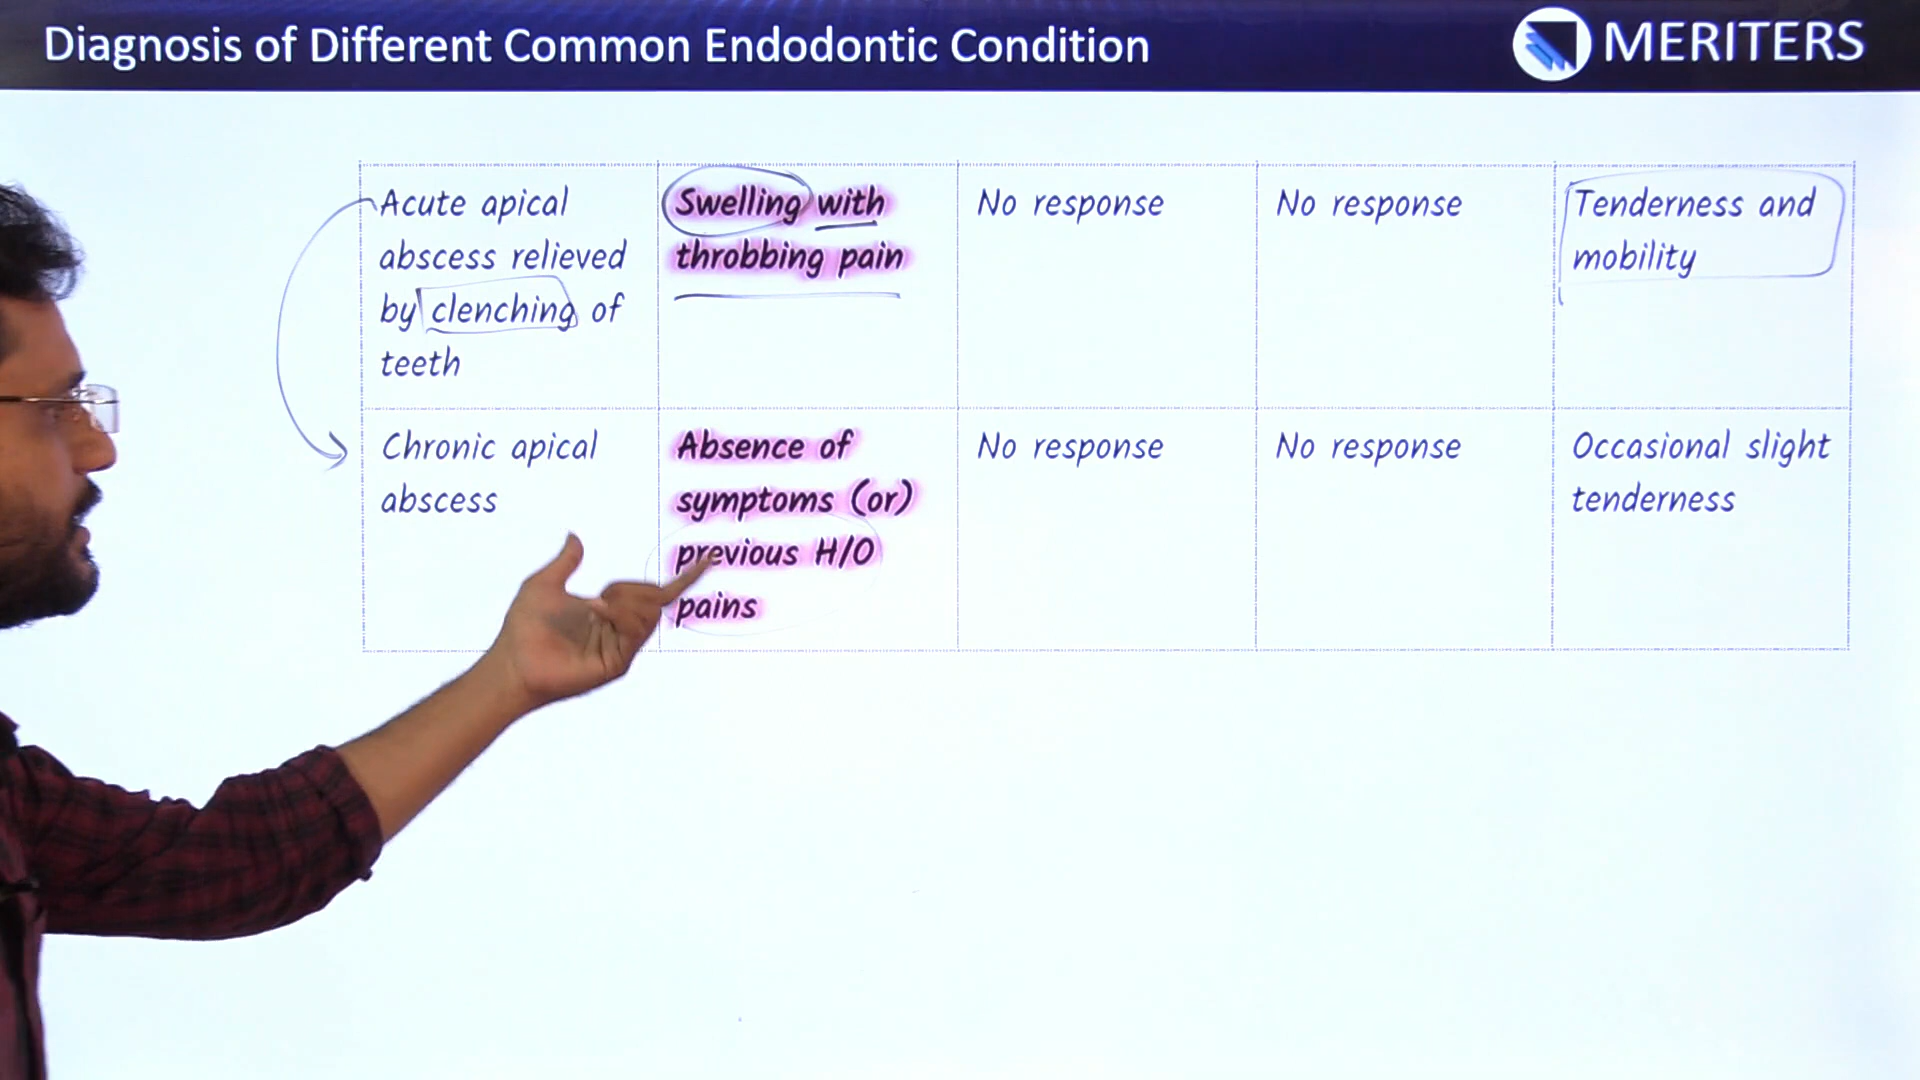 Diagnosis of Different Common Endodontic Condition
MERITERS
Acute apical
abscess relieved
by clenching of
teeth
Swelling with
throbbing pain
No response
No response
Tenderness and
mobility
Chronic apical
abscess
Absence of
symptoms (or)
previous H/O
pains
No response
No response
Occasional slight
tenderness